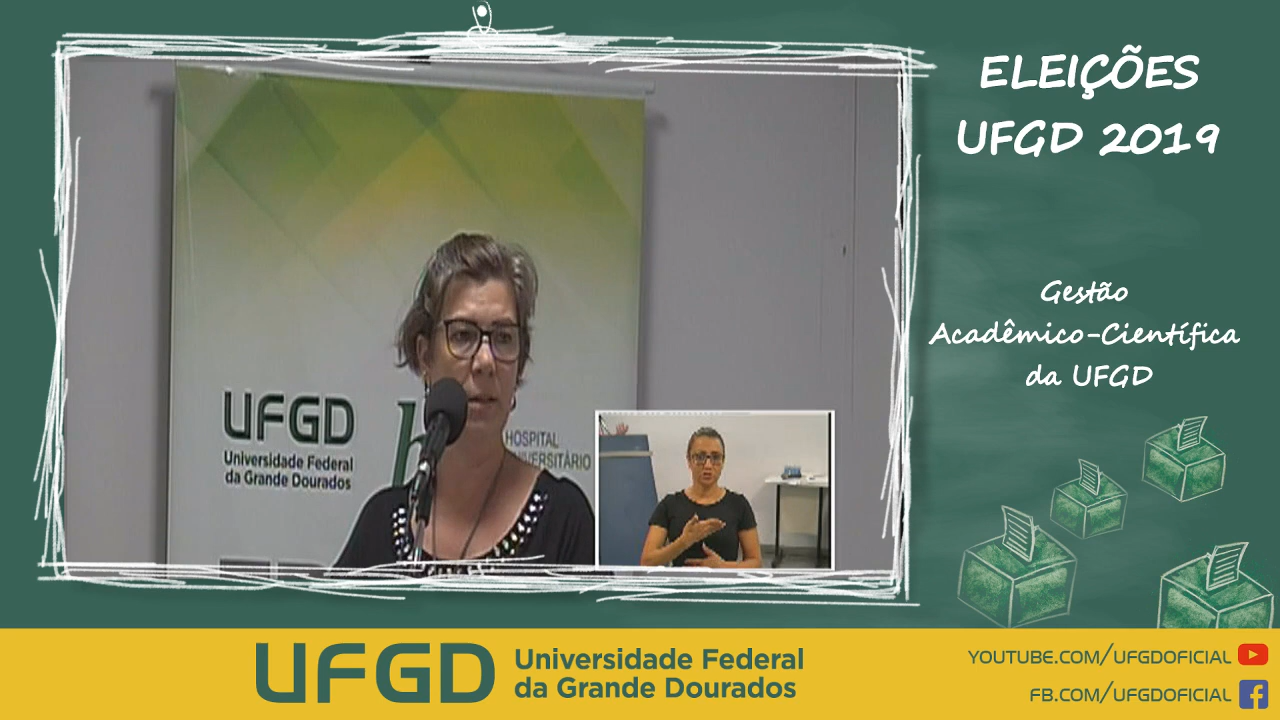 ELEIÇÕES
UFGD 2019
Gestão
Acadêmico-Científica
da UFGD
UFGD
Universidade Federal
da Grande Dourados
HOSPITAL
UFGD
Universidade Federal
da Grande Dourados
YOUTUBE.COM/UFGDOFICIAL
FB.COM/UFGDOFICIAL